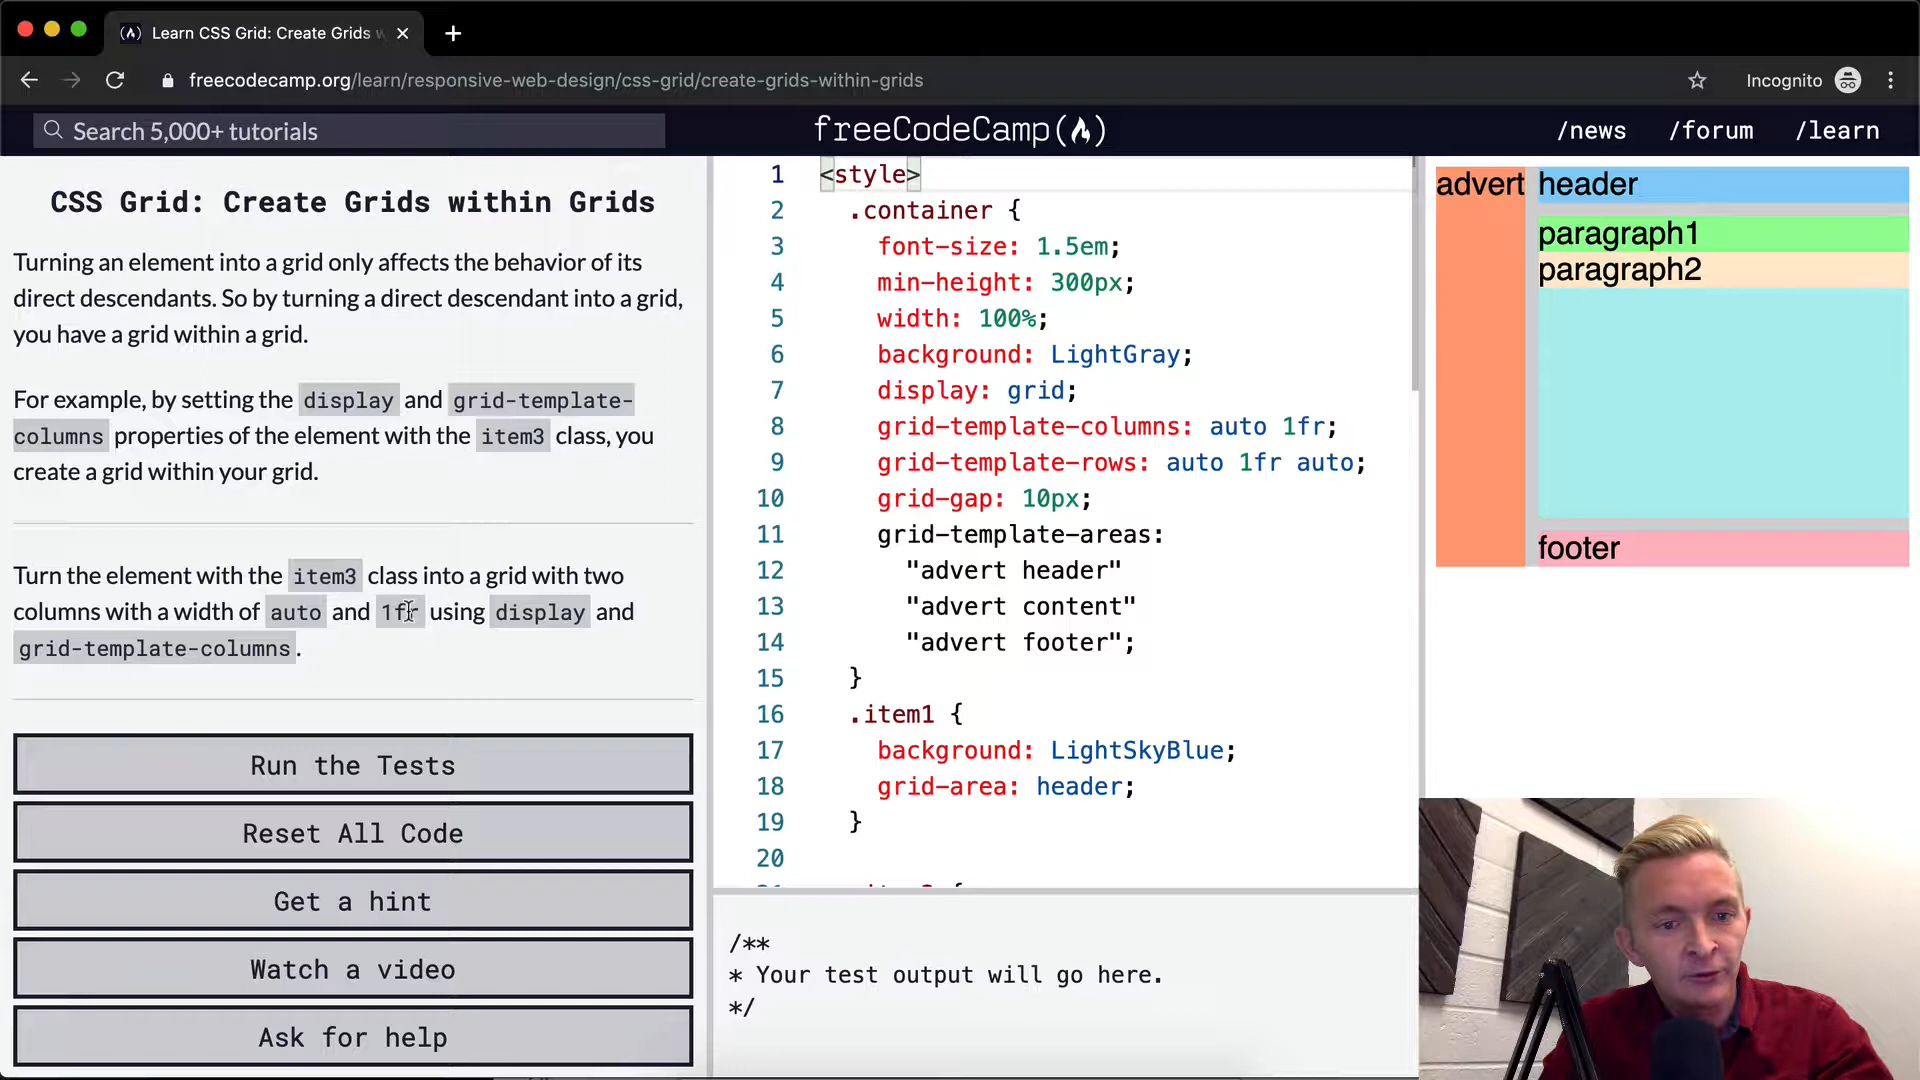 Learn CSS Grid: Create Grids w
freecodecamp.org/learn/responsive-web-design/css-grid/create-grids-within-grids
Incognito
Search 5,000+ tutorials
freeCodeCamp
/news /forum /learn
CSS Grid: Create Grids within Grids
Turning an element into a grid only affects the behavior of its
direct descendants. So by turning a direct descendant into a grid,
you have a grid within a grid.
For example, by setting the display and grid-template-
columns properties of the element with the item3 class, you
create a grid within your grid.
Turn the element with the item3 class into a grid with two
columns with a width of auto and 1fr using display and
grid-template-columns.
Run the Tests
Reset All Code
Get a hint
Watch a video
Ask for help
1 <style>
2 .container {
3 font-size: 1.5em;
4 min-height: 300px;
5 width: 100%;
6 background: LightGray;
7 display: grid;
8 grid-template-columns: auto 1fr;
9 grid-template-rows: auto 1fr auto;
10 grid-gap: 10px;
11 grid-template-areas:
12 "advert header"
13 "advert content"
14 "advert footer";
15 }
16 .item1 {
17 background: LightSkyBlue;
18 grid-area: header;
19 }
20
/**
* Your test output will go here.
*/
advert
header
paragraph1
paragraph2
footer